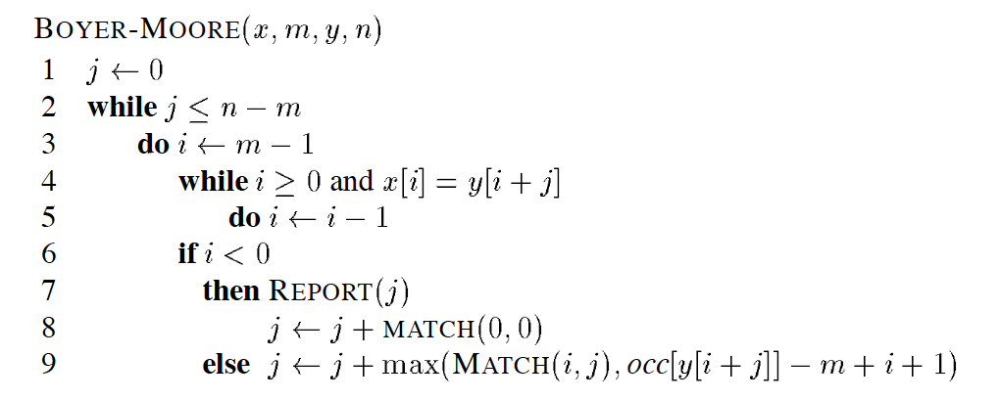 BOYER-MOORE(x, m, y, n)
1 j ← 0
2 while j ≤ n − m
3 do i ← m − 1
4 while i ≥ 0 and x[i] = y[i + j]
5 do i ← i − 1
6 if i < 0
7 then REPORT(j)
8 j ← j + MATCH(0, 0)
9 else j ← j + max(MATCH(i, j), occ[y[i + j]] − m + i + 1)